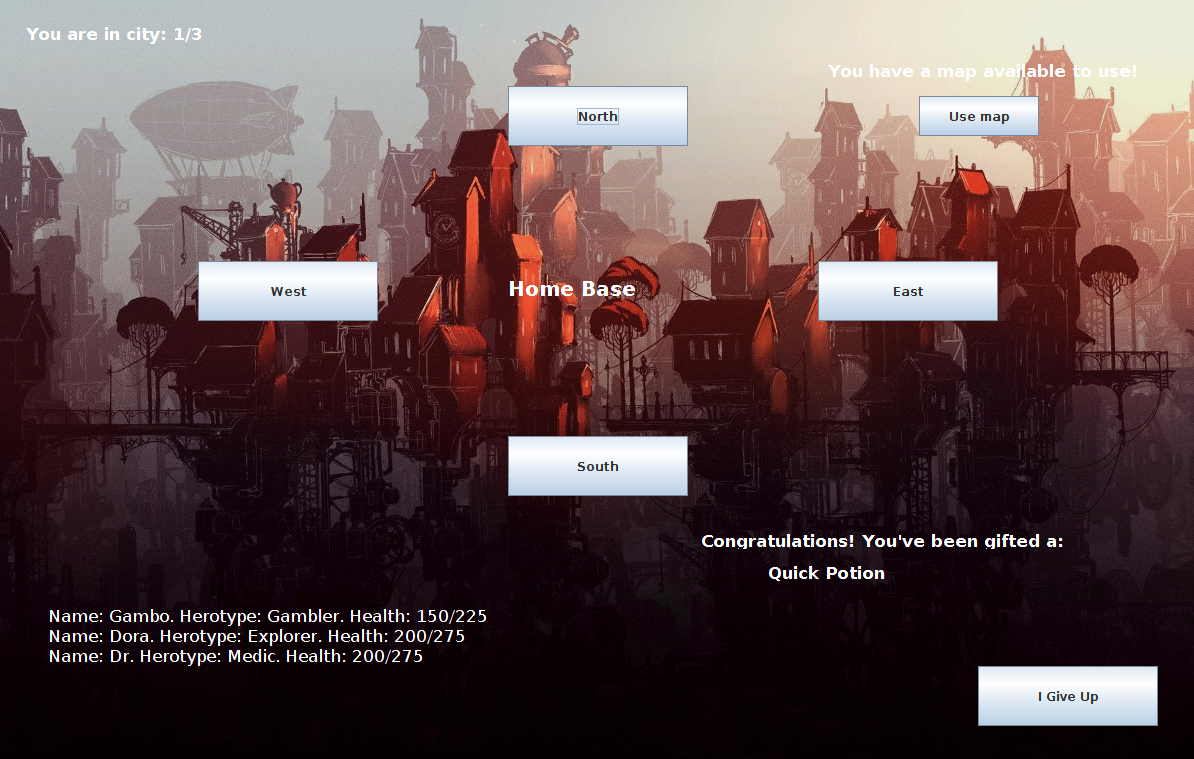 You are in city: 1/3
You have a map available to use!
North
Use map
West
Home Base
East
South
Congratulations! You've been gifted a:
Quick Potion
Name: Gambo. Herotype: Gambler. Health: 150/225
Name: Dora. Herotype: Explorer. Health: 200/275
Name: Dr. Herotype: Medic. Health: 200/275
I Give Up